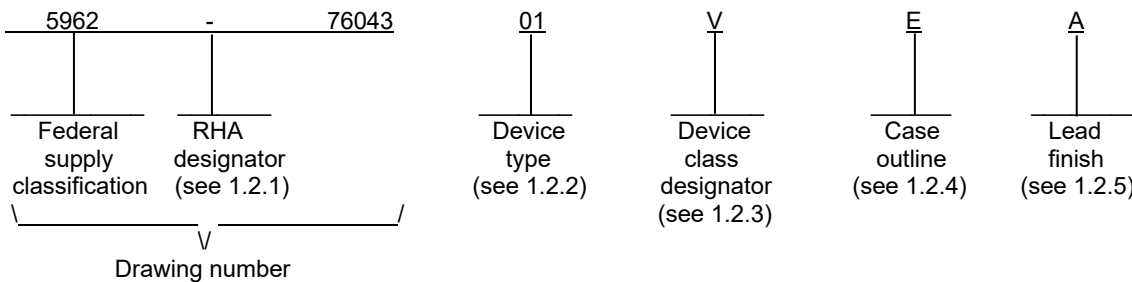 5962 - 76043 01 V E A
Federal RHA Device Device Case Lead
supply designator type class outline finish
classification (see 1.2.1) (see 1.2.2) designator (see 1.2.4) (see 1.2.5)
(see 1.2.3)
\ /
\/
Drawing number